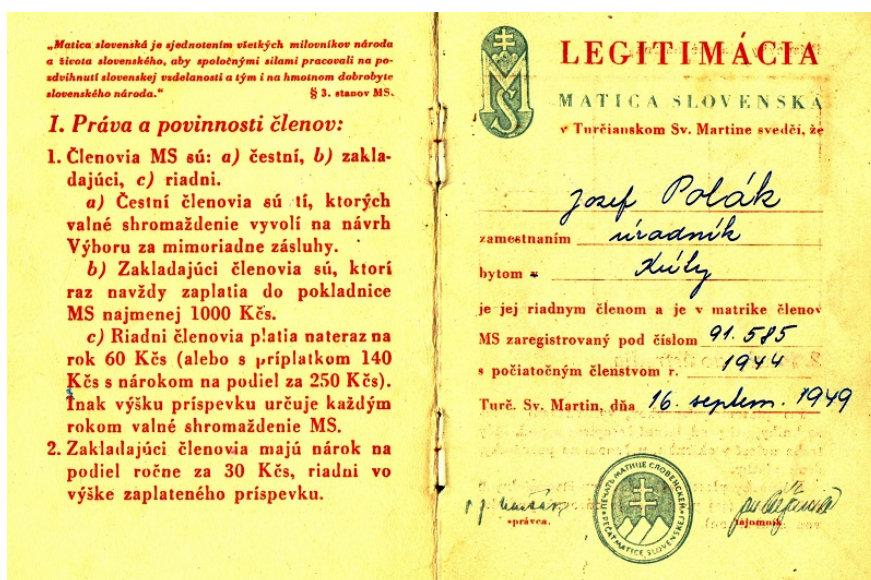 „Matica slovenská je sjednotením všetkých milovníkov národa
a života slovenského, aby spoločnými silami pracovali na po-
zdvihnutí slovenskej vzdelanosti a tým i na hmotnom dobrobyte
slovenského národa.“ § 3. stanov MS.
I. Práva a povinnosti členov:
1. Členovia MS sú: a) čestní, b) zakla-
dajúci, c) riadni.
a) Čestní členovia sú tí, ktorých
valné shromaždenie vyvolí na návrh
Výboru za mimoriadne zásluhy.
b) Zakladajúci členovia sú, ktorí
raz navždy zaplatia do pokladnice
MS najmenej 1000 Kčs.
c) Riadni členovia platia nateraz na
rok 60 Kčs (alebo s príplatkom 140
Kčs s nárokom na podiel za 250 Kčs).
Inak výšku príspevku určuje každým
rokom valné shromaždenie MS.
2. Zakladajúci členovia majú nárok na
podiel ročne za 30 Kčs, riadni vo
výške zaplateného príspevku.
MS
LEGITIMÁCIA
MATICA SLOVENSKÁ
v Turčianskom Sv. Martine svedčí, že
Jozef Polák
zamestnaním úradník
bytom Kúty
je jej riadnym členom a je v matrike členov
MS zaregistrovaný pod číslom 91.585
s počiatočným členstvom r. 1944
Turč. Sv. Martin, dňa 16. septem. 1949
ПЕЧАТЬ МАТИЦЕ СЛОВЕНСКЕЙ
PEČAŤ MATICE SLOVENSKEJ
správca. tajomník